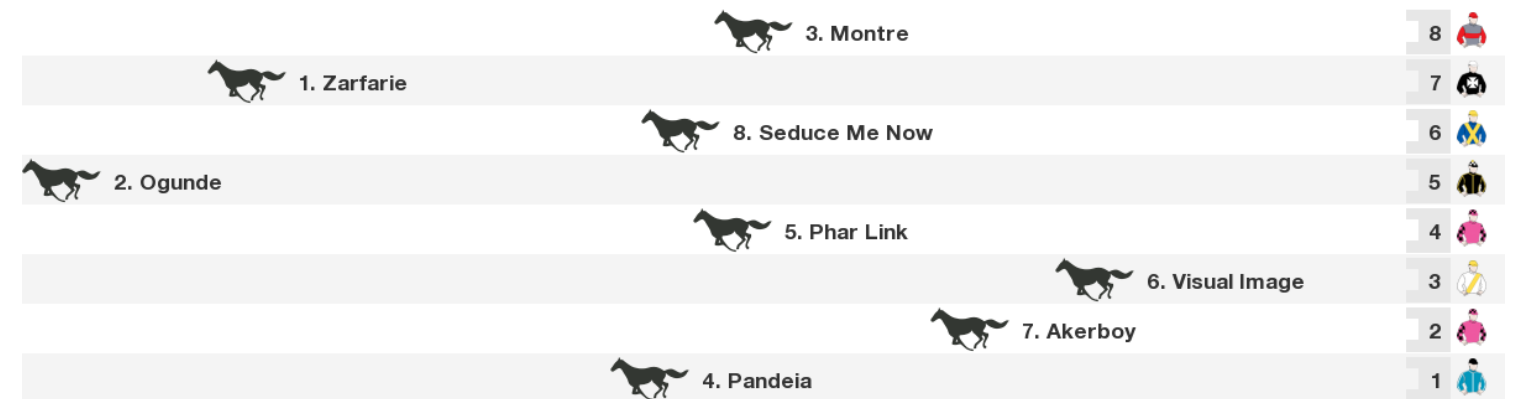 3. Montre 8
1. Zarfarie 7
8. Seduce Me Now 6
2. Ogunde 5
5. Phar Link 4
6. Visual Image 3
7. Akerboy 2
4. Pandeia 1